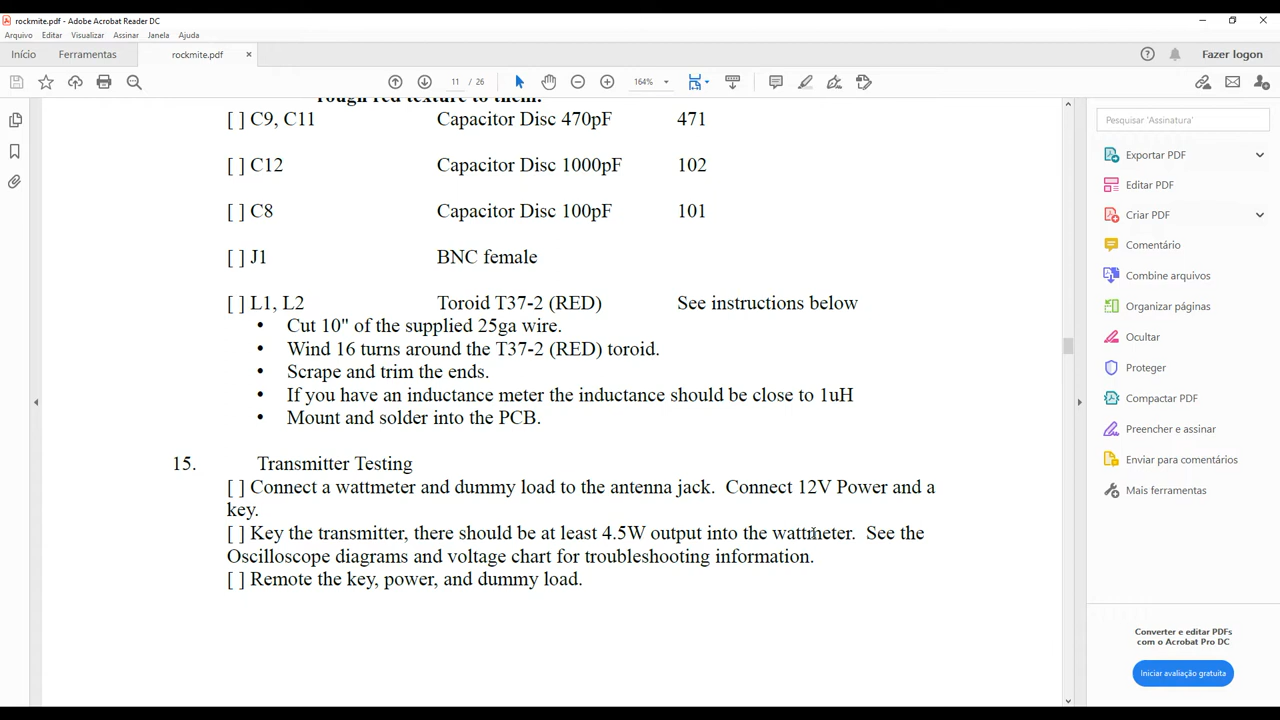 rockmite.pdf - Adobe Acrobat Reader DC
Arquivo Editar Visualizar Assinar Janela Ajuda
Início Ferramentas rockmite.pdf × Fazer logon
11 / 26 164%
[ ] C9, C11 Capacitor Disc 470pF 471
[ ] C12 Capacitor Disc 1000pF 102
[ ] C8 Capacitor Disc 100pF 101
[ ] J1 BNC female
[ ] L1, L2 Toroid T37-2 (RED) See instructions below
• Cut 10" of the supplied 25ga wire.
• Wind 16 turns around the T37-2 (RED) toroid.
• Scrape and trim the ends.
• If you have an inductance meter the inductance should be close to 1uH
• Mount and solder into the PCB.
15. Transmitter Testing
[ ] Connect a wattmeter and dummy load to the antenna jack. Connect 12V Power and a
key.
[ ] Key the transmitter, there should be at least 4.5W output into the wattmeter. See the
Oscilloscope diagrams and voltage chart for troubleshooting information.
[ ] Remote the key, power, and dummy load.
Pesquisar 'Assinatura'
Exportar PDF
Editar PDF
Criar PDF
Comentário
Combine arquivos
Organizar páginas
Ocultar
Proteger
Compactar PDF
Preencher e assinar
Enviar para comentários
Mais ferramentas
Converter e editar PDFs
com o Acrobat Pro DC
Iniciar avaliação gratuita